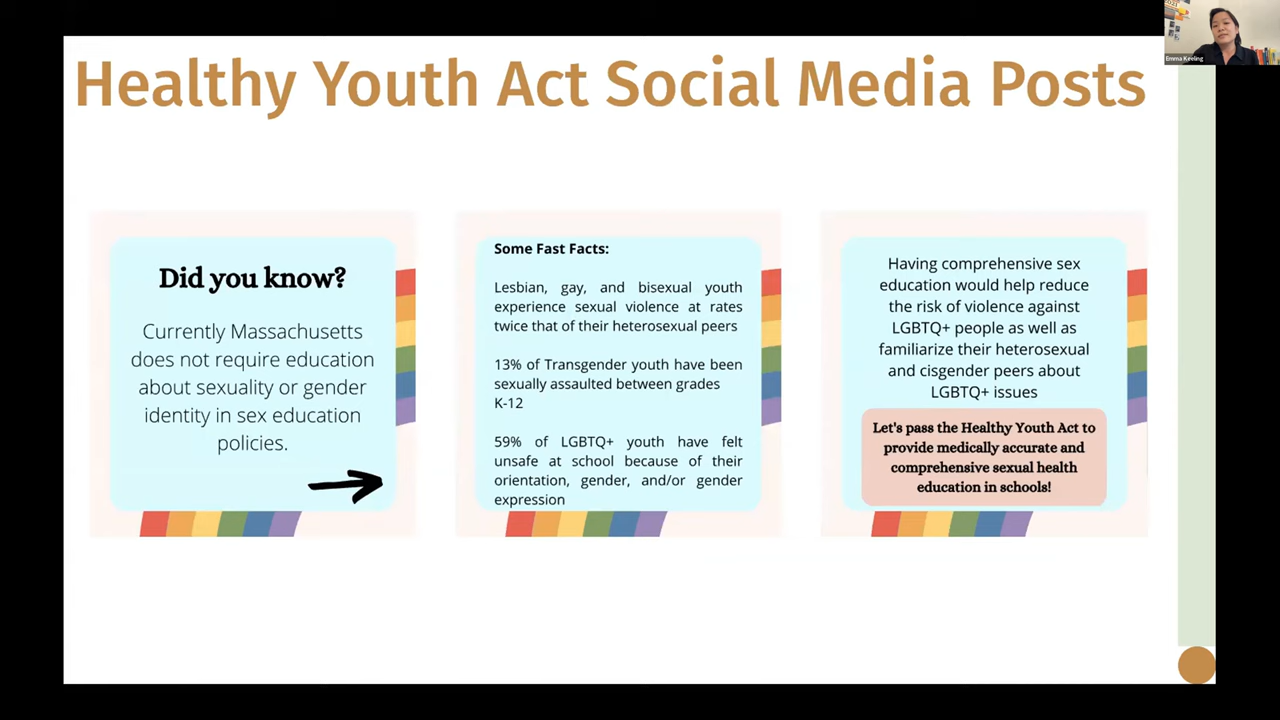 Healthy Youth Act Social Media Posts
Emma Keeling
Did you know?
Currently Massachusetts
does not require education
about sexuality or gender
identity in sex education
policies.
Some Fast Facts:
Lesbian, gay, and bisexual youth
experience sexual violence at rates
twice that of their heterosexual peers
13% of Transgender youth have been
sexually assaulted between grades
K-12
59% of LGBTQ+ youth have felt
unsafe at school because of their
orientation, gender, and/or gender
expression
Having comprehensive sex
education would help reduce
the risk of violence against
LGBTQ+ people as well as
familiarize their heterosexual
and cisgender peers about
LGBTQ+ issues
Let's pass the Healthy Youth Act to
provide medically accurate and
comprehensive sexual health
education in schools!